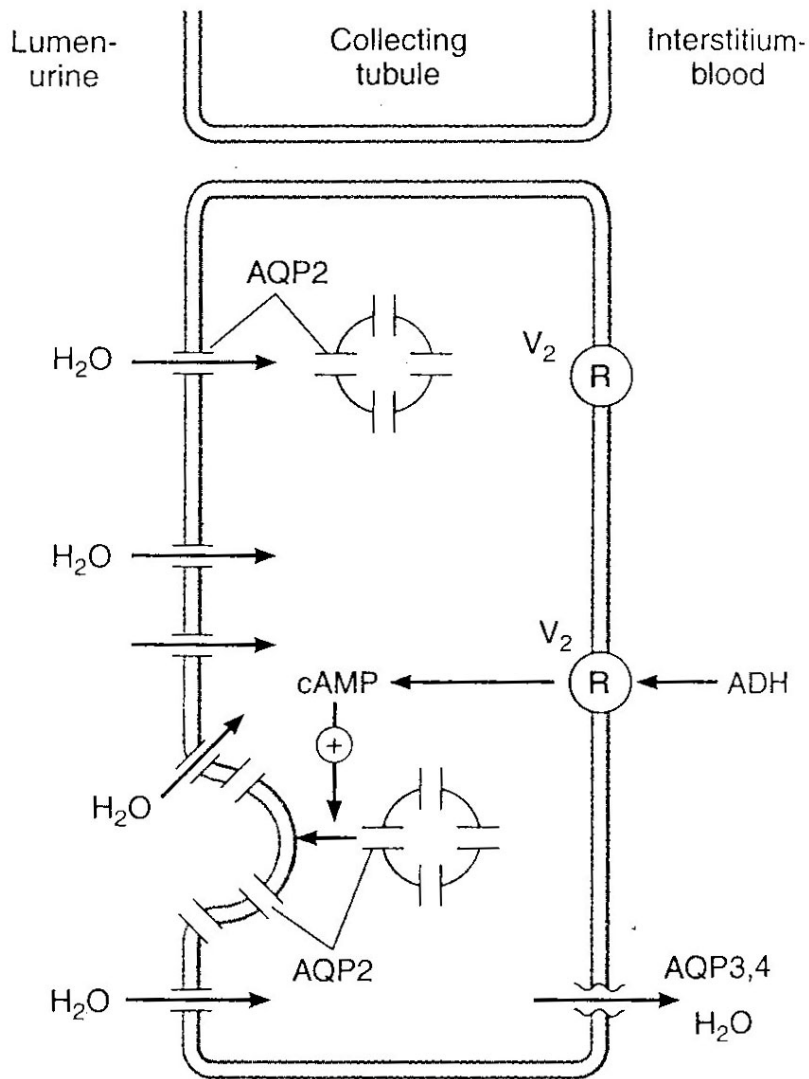 Lumen-
urine
Collecting
tubule
Interstitium-
blood
AQP2
H₂O
V₂
R
H₂O
V₂
cAMP
R
ADH
+
H₂O
AQP2
H₂O
AQP3,4
H₂O